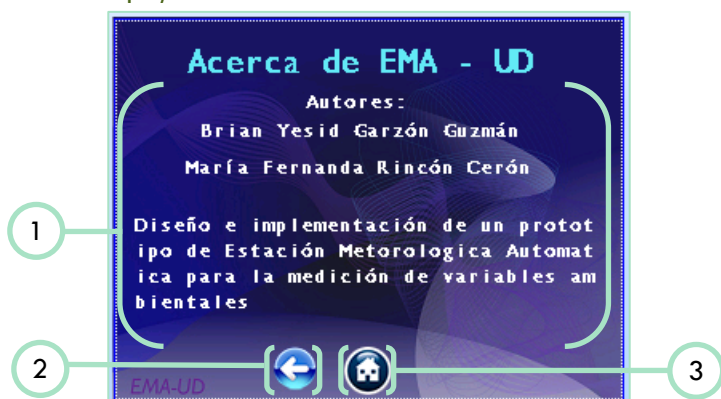 Acerca de EMA - UD
Autores:
Brian Yesid Garzón Guzmán
María Fernanda Rincón Cerón
Diseño e implementación de un protot
ipo de Estación Metorologica Automat
ica para la medición de variables am
bientales
1
2
3
EMA-UD